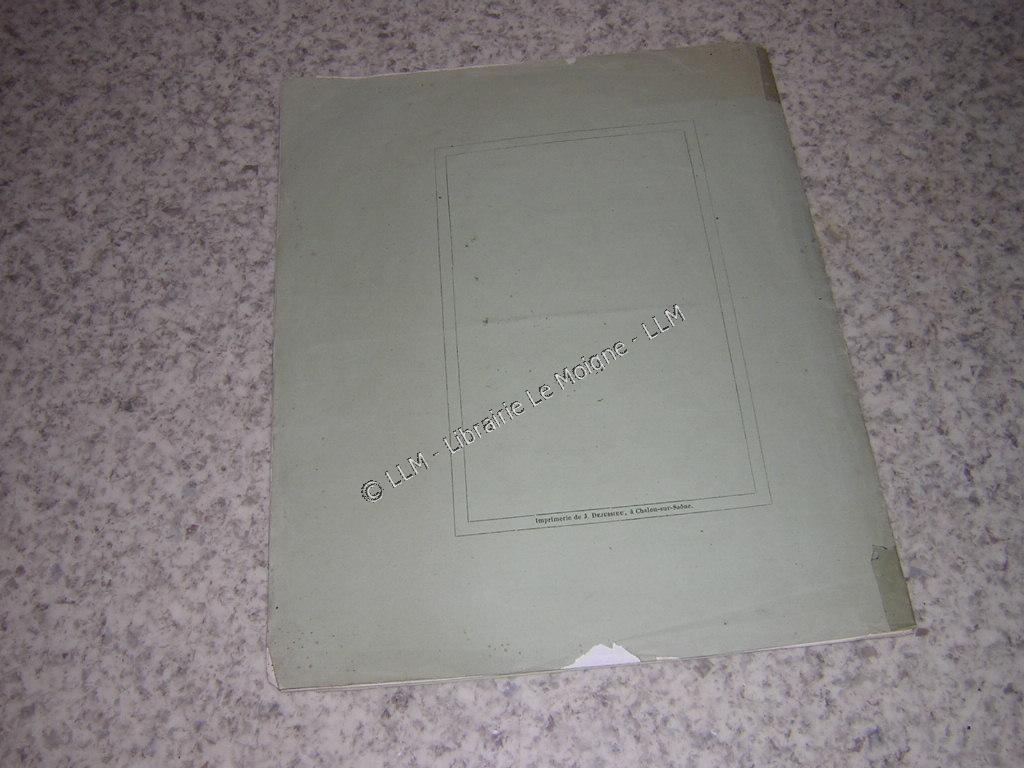 © LLM - Librairie Le Moigne - LLM
Imprimerie de J. DEJUSSIEU, à Chalon-sur-Saône.